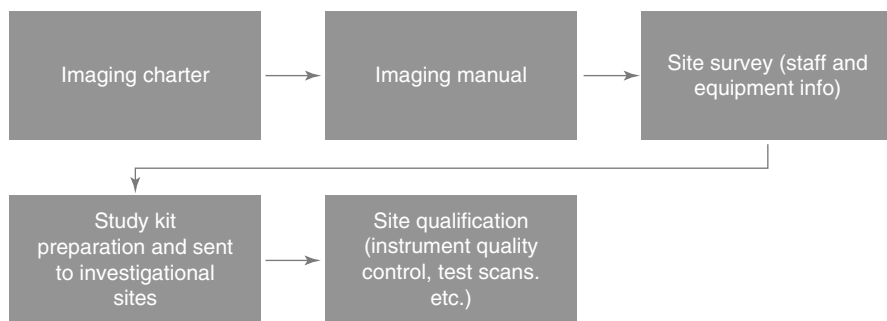 Imaging charter
Imaging manual
Site survey (staff and
equipment info)
Study kit
preparation and sent
to investigational
sites
Site qualification
(instrument quality
control, test scans.
etc.)